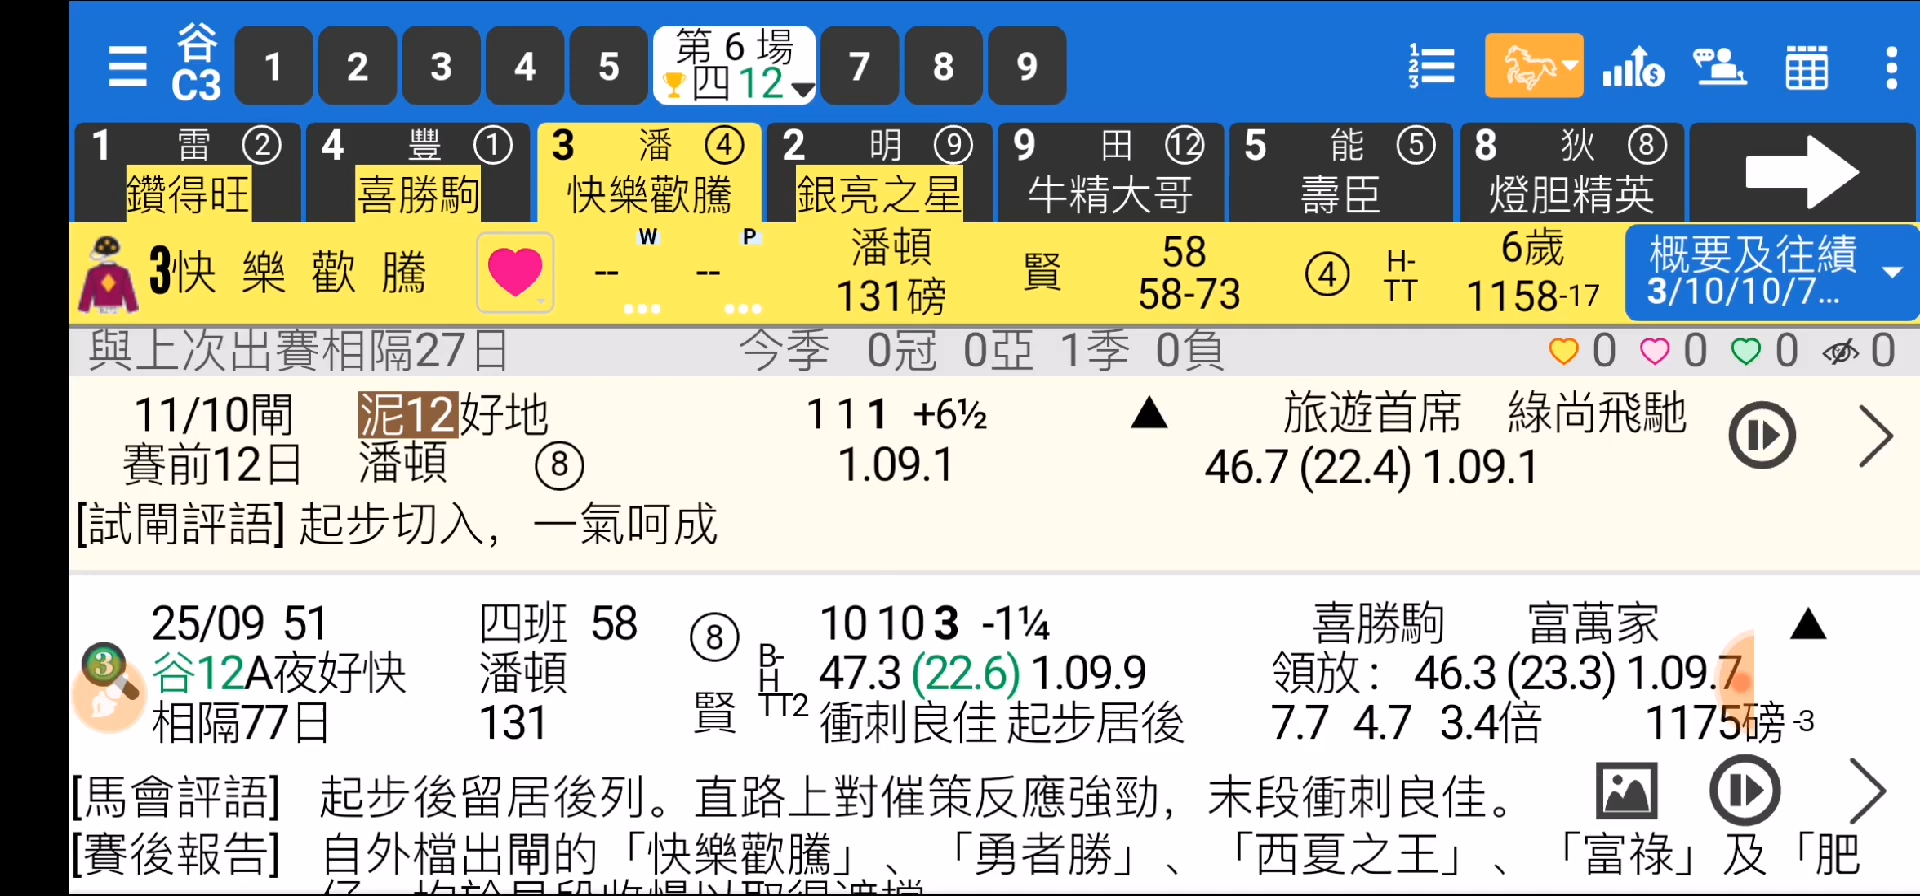 谷 C3 1 2 3 4 5 第 6 場 四 12 7 8 9
1 雷 ② 鑽得旺
4 豐 ① 喜勝駒
3 潘 ④ 快樂歡騰
2 明 ⑨ 銀亮之星
9 田 ⑫ 牛精大哥
5 能 ⑤ 壽臣
8 狄 ⑧ 燈胆精英
3 快樂歡騰 W -- P -- 潘頓 131磅 賢 58 58-73 ④ H- TT 6歲 1158-17 概要及往績 3/10/10/7...
與上次出賽相隔27日 今季 0冠 0亞 1季 0負 0 0 0 0
11/10閘 泥12好地 1 1 1 +6½ ▲ 旅遊首席 綠尚飛馳
賽前12日 潘頓 ⑧ 1.09.1 46.7 (22.4) 1.09.1
[試閘評語] 起步切入，一氣呵成
25/09 51 四班 58 ⑧ 10 10 3 -1¼ 喜勝駒 富萬家 ▲
3 谷12A夜好快 潘頓 B- H- 47.3 (22.6) 1.09.9 領放： 46.3 (23.3) 1.09.7
相隔77日 131 賢 TT2 衝刺良佳 起步居後 7.7 4.7 3.4倍 1175磅-3
[馬會評語] 起步後留居後列。直路上對催策反應強勁，末段衝刺良佳。
[賽後報告] 自外檔出閘的「快樂歡騰」、「勇者勝」、「西夏之王」、「富祿」及「肥